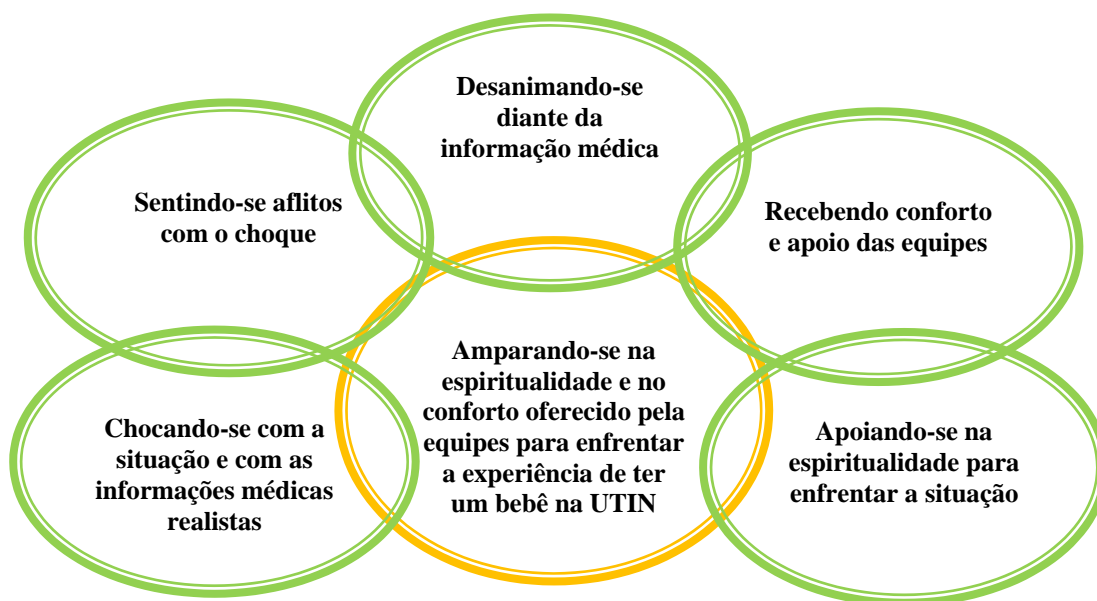 Desanimando-se
diante da
informação médica
Sentindo-se aflitos
com o choque
Recebendo conforto
e apoio das equipes
Chocando-se com a
situação e com as
informações médicas
realistas
Amparando-se na
espiritualidade e no
conforto oferecido pela
equipes para enfrentar
a experiência de ter
um bebê na UTIN
Apoiando-se na
espiritualidade para
enfrentar a situação